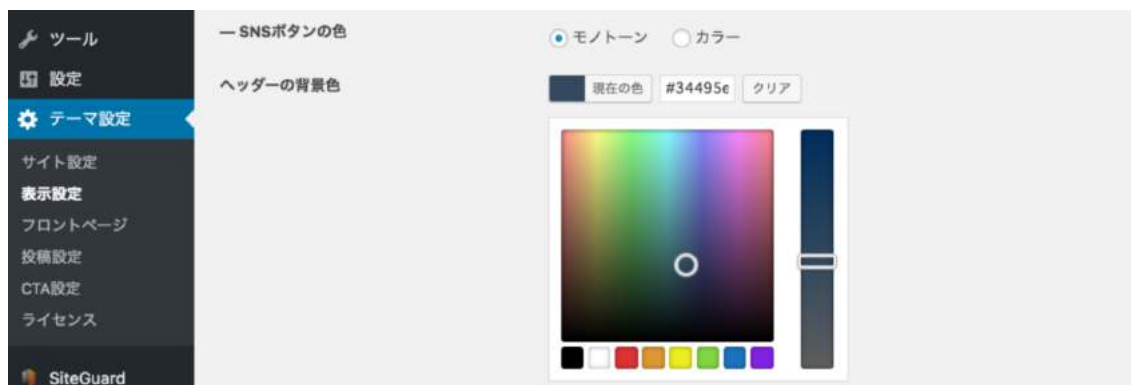 ツール
設定
テーマ設定
サイト設定
表示設定
フロントページ
投稿設定
CTA設定
ライセンス
SiteGuard
— SNSボタンの色
モノトーン カラー
ヘッダーの背景色
現在の色 #34495e クリア